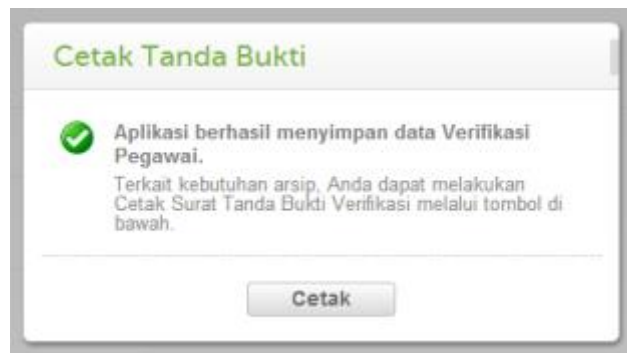 Cetak Tanda Bukti
Aplikasi berhasil menyimpan data Verifikasi
Pegawai.
Terkait kebutuhan arsip, Anda dapat melakukan
Cetak Surat Tanda Bukti Verifikasi melalui tombol di
bawah.
Cetak